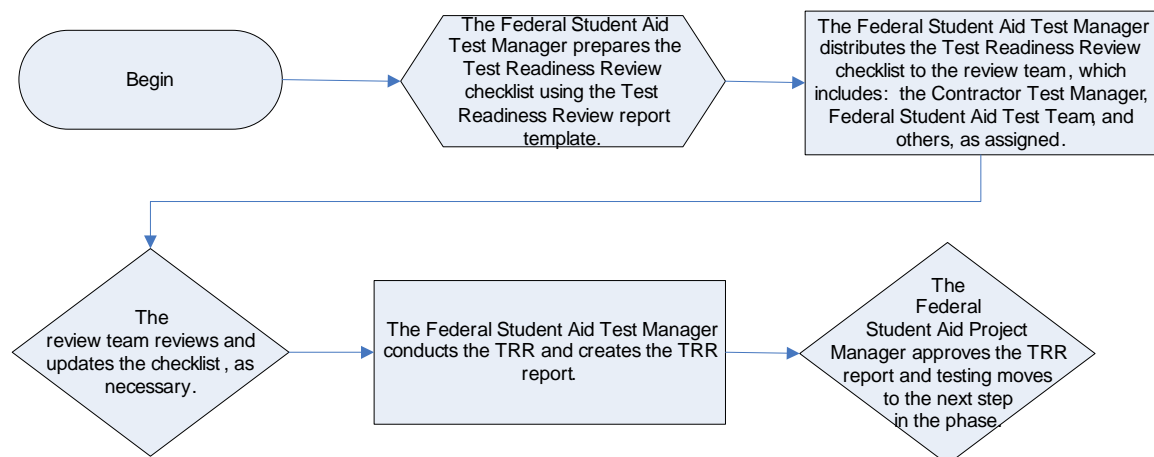 Begin
The Federal Student Aid
Test Manager prepares the
Test Readiness Review
checklist using the Test
Readiness Review report
template.
The Federal Student Aid Test Manager
distributes the Test Readiness Review
checklist to the review team, which
includes: the Contractor Test Manager,
Federal Student Aid Test Team, and
others, as assigned.
The
review team reviews and
updates the checklist, as
necessary.
The Federal Student Aid Test Manager
conducts the TRR and creates the TRR
report.
The
Federal
Student Aid Project
Manager approves the TRR
report and testing moves
to the next step
in the phase.